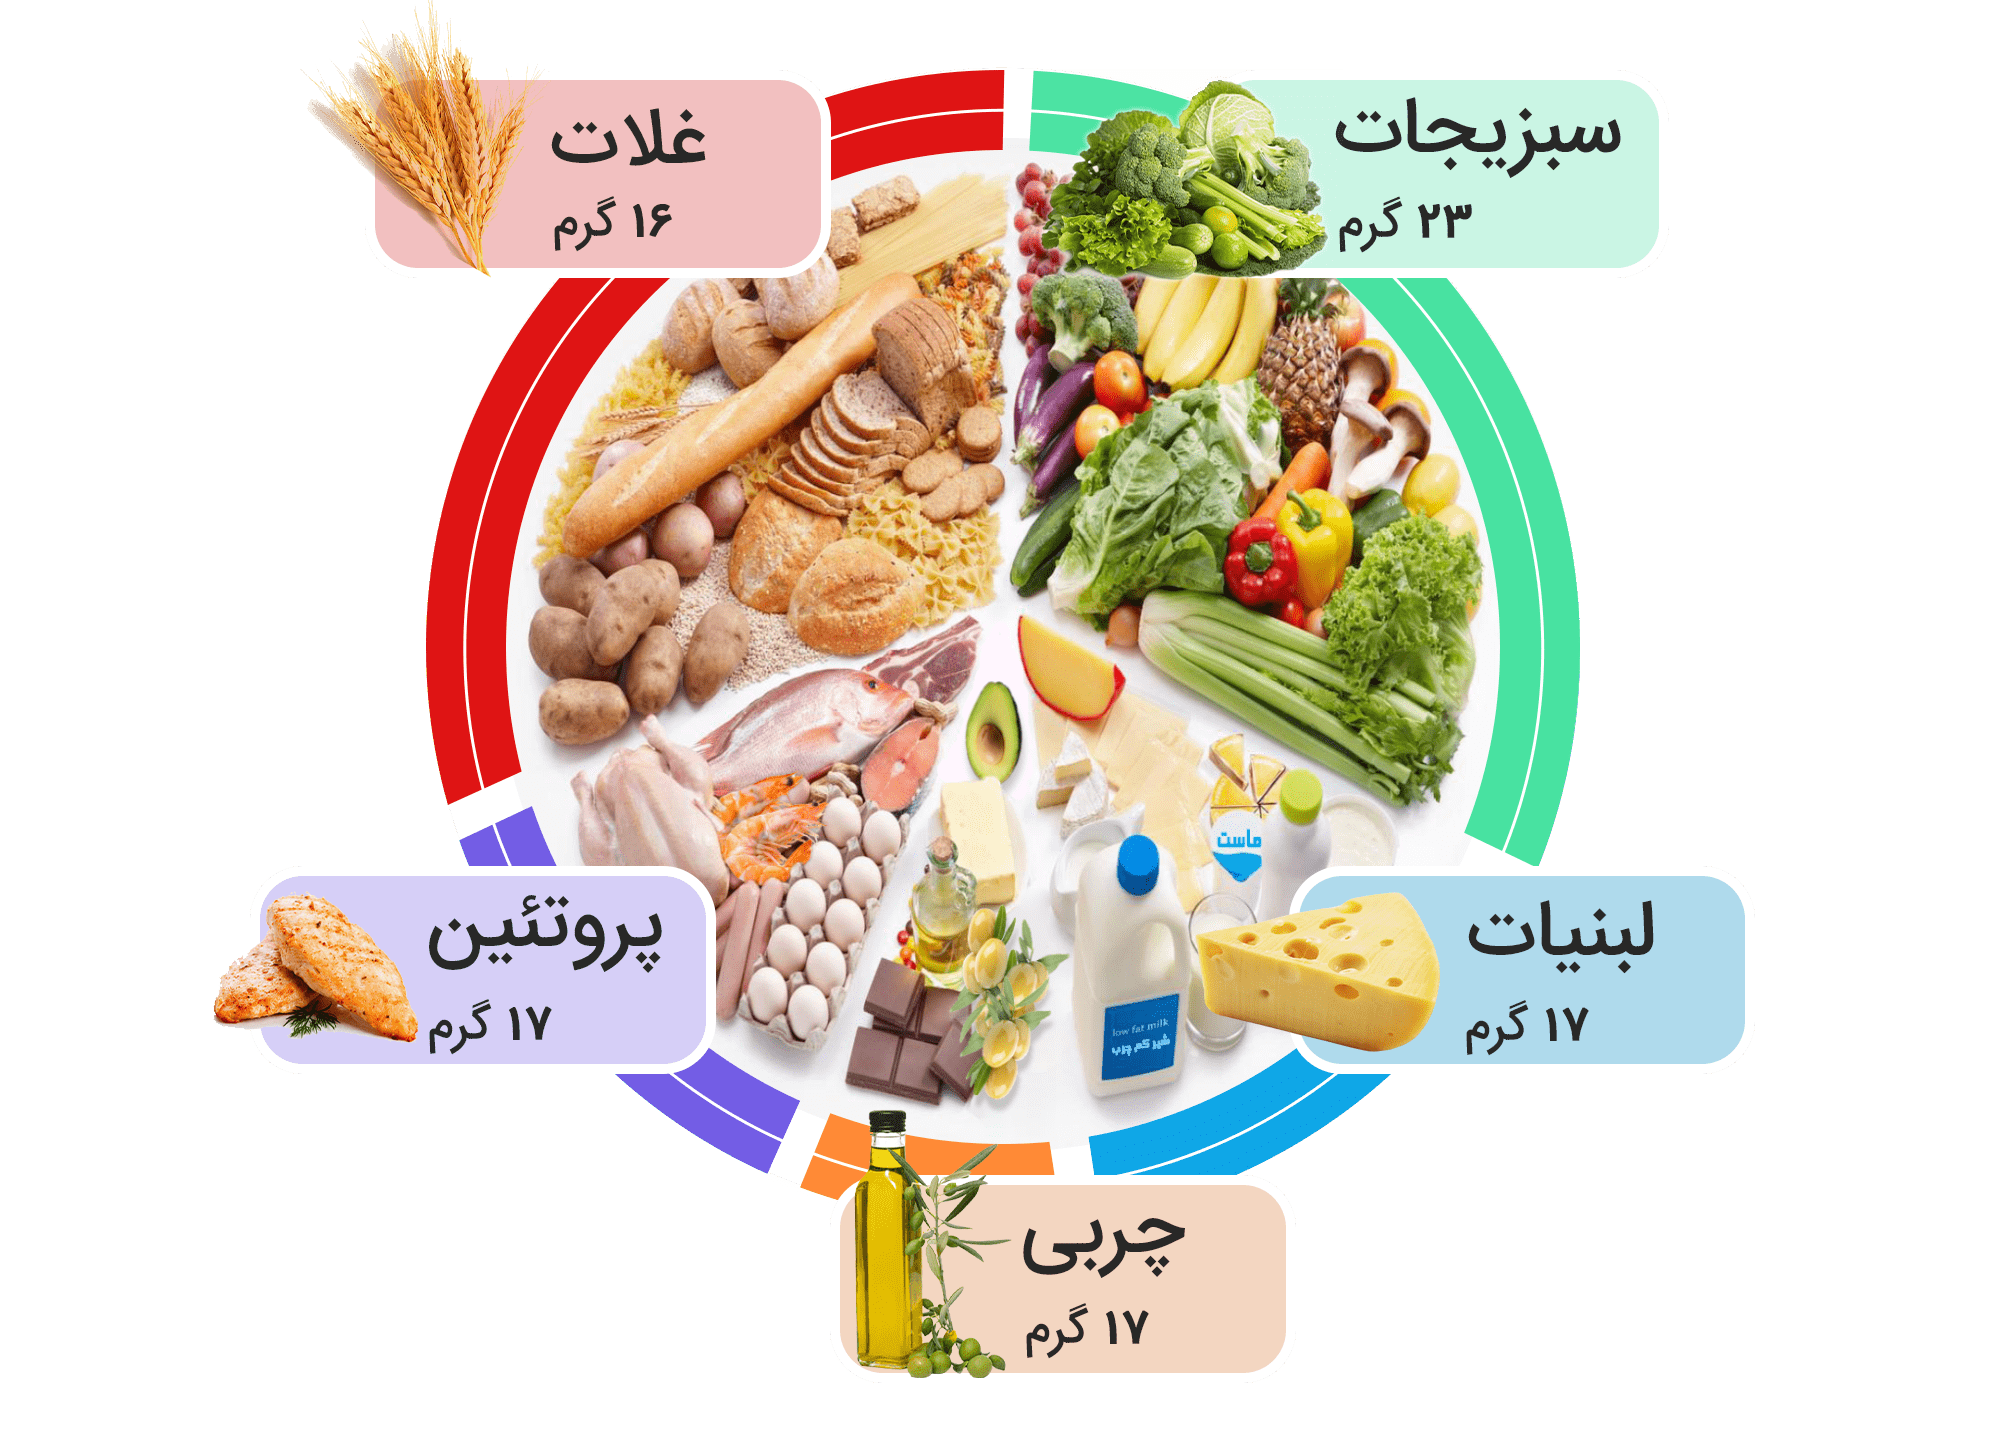 سبزیجات
۲۳ گرم
غلات
۱۶ گرم
ماست
لبنیات
۱۷ گرم
low fat milk
شیر کم چرب
پروتئین
۱۷ گرم
چربی
۱۷ گرم